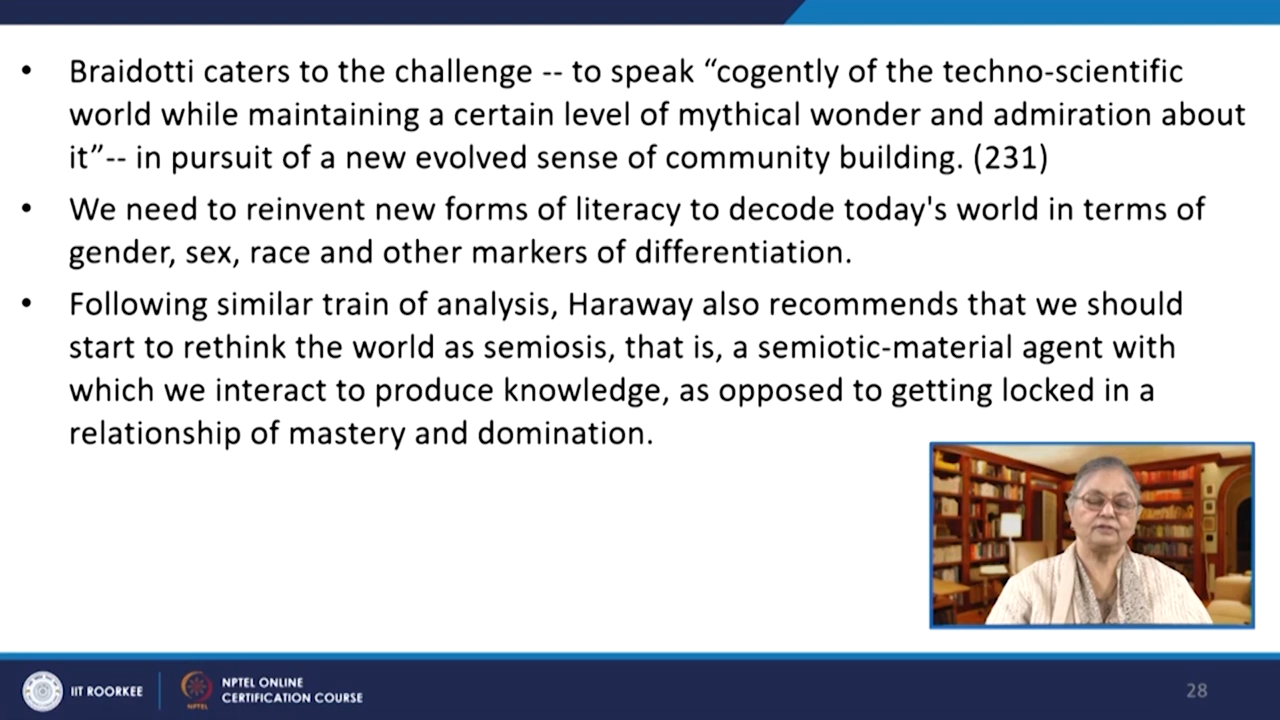 • Braidotti caters to the challenge -- to speak “cogently of the techno-scientific
world while maintaining a certain level of mythical wonder and admiration about
it”-- in pursuit of a new evolved sense of community building. (231)
• We need to reinvent new forms of literacy to decode today's world in terms of
gender, sex, race and other markers of differentiation.
• Following similar train of analysis, Haraway also recommends that we should
start to rethink the world as semiosis, that is, a semiotic-material agent with
which we interact to produce knowledge, as opposed to getting locked in a
relationship of mastery and domination.
IIT ROORKEE
NPTEL
NPTEL ONLINE
CERTIFICATION COURSE
28